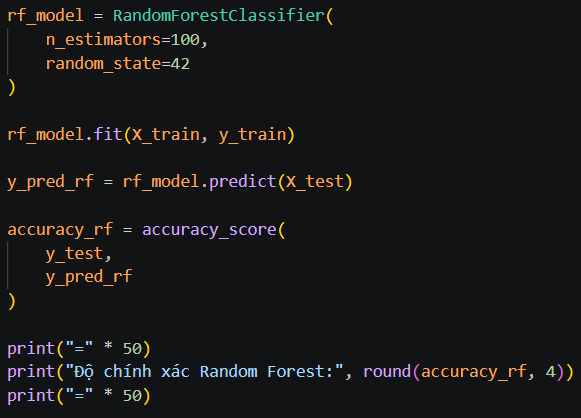 rf_model = RandomForestClassifier(
    n_estimators=100,
    random_state=42
)
rf_model.fit(X_train, y_train)
y_pred_rf = rf_model.predict(X_test)
accuracy_rf = accuracy_score(
    y_test,
    y_pred_rf
)
print("=" * 50)
print("Độ chính xác Random Forest:", round(accuracy_rf, 4))
print("=" * 50)